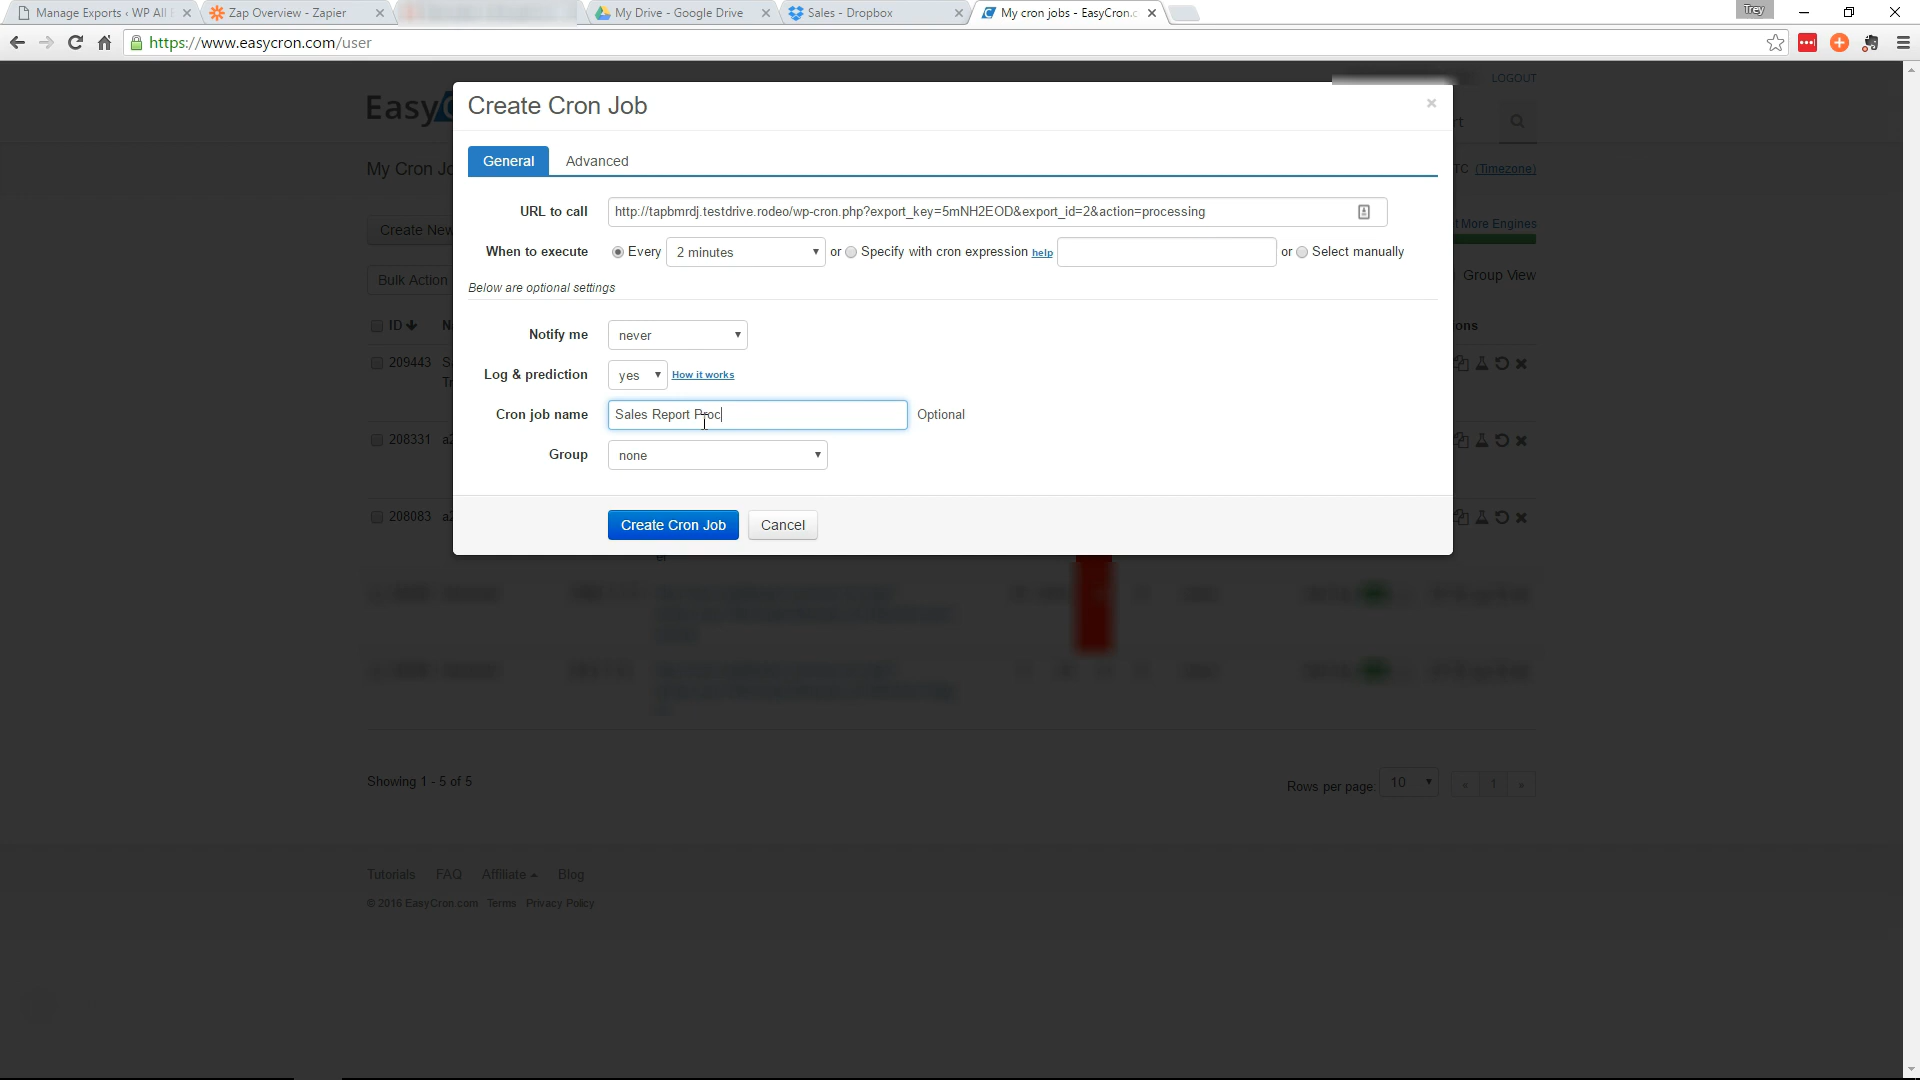 Manage Exports ‹ WP All E
Zap Overview - Zapier
My Drive - Google Drive
Sales - Dropbox
My cron jobs - EasyCron.c
Trey
https://www.easycron.com/user
LOGOUT
Easy
Create Cron Job
×
rt
General
Advanced
My Cron Jo
TC (Timezone)
URL to call
http://tapbmrdj.testdrive.rodeo/wp-cron.php?export_key=5mNH2EOD&export_id=2&action=processing
Create New
t More Engines
When to execute
Every
2 minutes
or
Specify with cron expression help
or
Select manually
Bulk Action
Group View
Below are optional settings
ID
N
ons
Notify me
never
209443
Log & prediction
yes
How it works
Cron job name
Sales Report Proc
Optional
208331
Group
none
208083
Create Cron Job
Cancel
er
Showing 1 - 5 of 5
Rows per page:
10
«
1
»
Tutorials
FAQ
Affiliate
Blog
© 2016 EasyCron.com
Terms
Privacy Policy